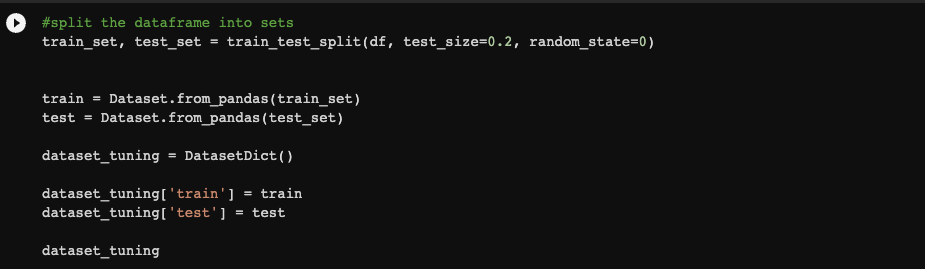 #split the dataframe into sets
train_set, test_set = train_test_split(df, test_size=0.2, random_state=0)
train = Dataset.from_pandas(train_set)
test = Dataset.from_pandas(test_set)
dataset_tuning = DatasetDict()
dataset_tuning['train'] = train
dataset_tuning['test'] = test
dataset_tuning